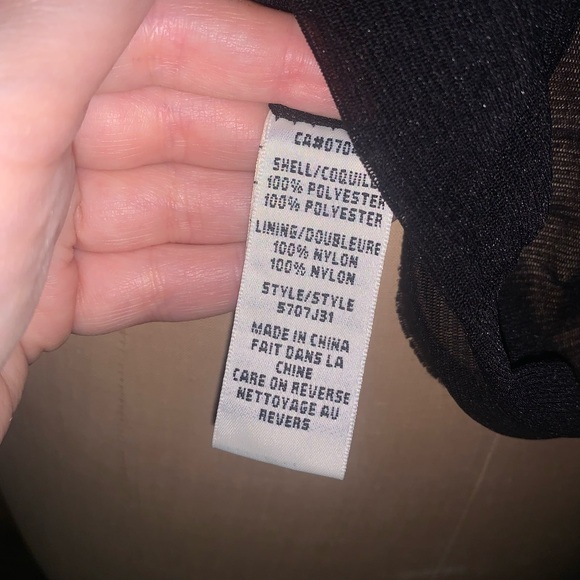 CA#070
SHELL/COQUIL
100% POLYESTER
100% POLYESTER
LINING/DOUBLEURE
100% NYLON
100% NYLON
STYLE/STYLE
5707J31
MADE IN CHINA
FAIT DANS LA
CHINE
CARE ON REVERSE
NETTOYAGE AU
REVERS